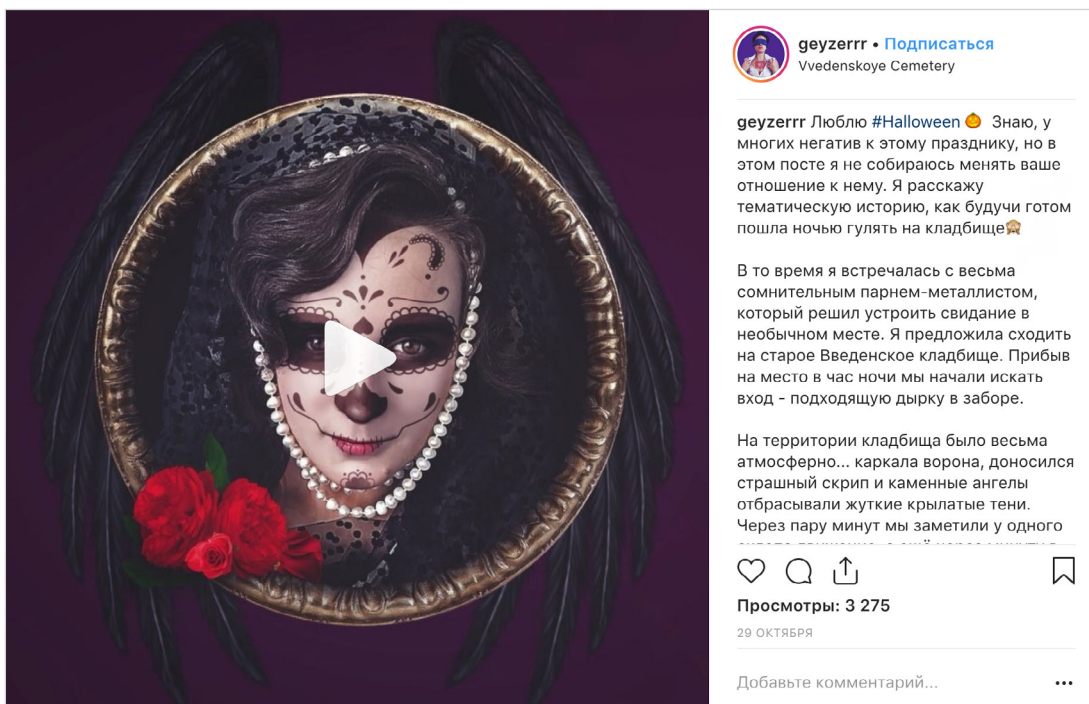 geyzerrr • Подписаться
Vvedenskoye Cemetery
geyzerrr Люблю #Halloween 🎃 Знаю, у
многих негатив к этому празднику, но в
этом посте я не собираюсь менять ваше
отношение к нему. Я расскажу
тематическую историю, как будучи готом
пошла ночью гулять на кладбище🙈
В то время я встречалась с весьма
сомнительным парнем-металлистом,
который решил устроить свидание в
необычном месте. Я предложила сходить
на старое Введенское кладбище. Прибыв
на место в час ночи мы начали искать
вход - подходящую дырку в заборе.
На территории кладбища было весьма
атмосферно... каркала ворона, доносился
страшный скрип и каменные ангелы
отбрасывали жуткие крылатые тени.
Через пару минут мы заметили у одного
Просмотры: 3 275
29 ОКТЯБРЯ
Добавьте комментарий...